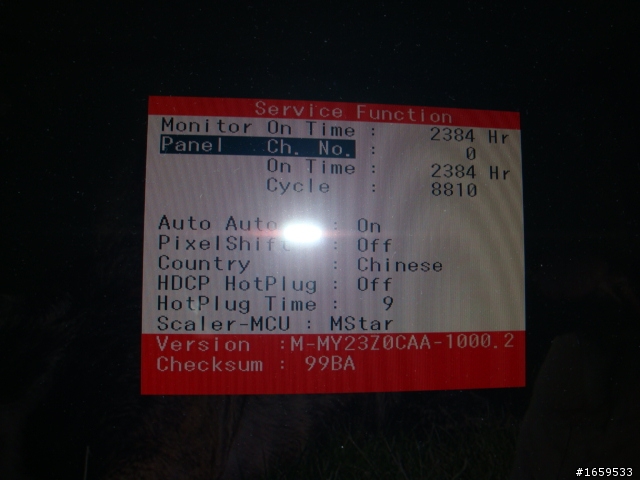 Service Function
Monitor On Time : 2384 Hr
Panel Ch. No. : 0
On Time : 2384 Hr
Cycle : 8810
Auto Auto : On
PixelShift : Off
Country : Chinese
HDCP HotPlug : Off
HotPlug Time : 9
Scaler-MCU : MStar
Version :M-MY23Z0CAA-1000.2
Checksum : 99BA
#1659533